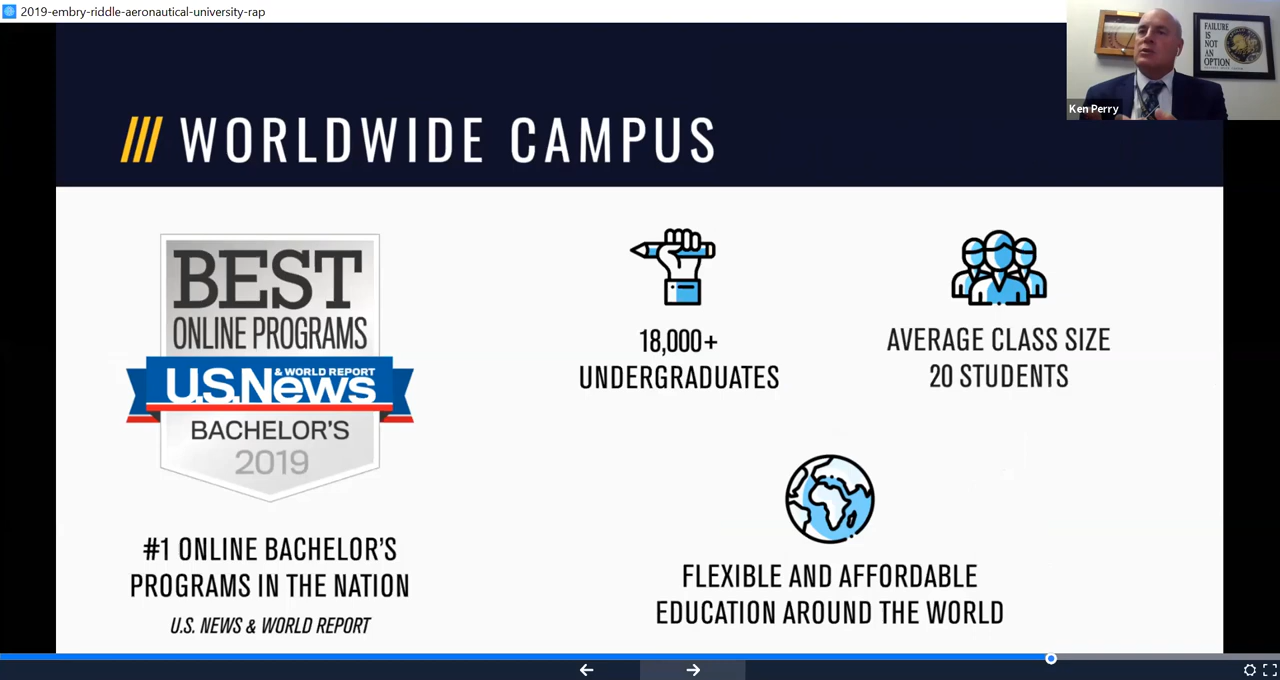 2019-embry-riddle-aeronautical-university-rap
FAILURE
IS
NOT
AN
OPTION
Ken Perry
/// WORLDWIDE CAMPUS
BEST
ONLINE PROGRAMS
U.S.News
& WORLD REPORT
BACHELOR'S
2019
#1 ONLINE BACHELOR'S
PROGRAMS IN THE NATION
U.S. NEWS & WORLD REPORT
18,000+
UNDERGRADUATES
AVERAGE CLASS SIZE
20 STUDENTS
FLEXIBLE AND AFFORDABLE
EDUCATION AROUND THE WORLD